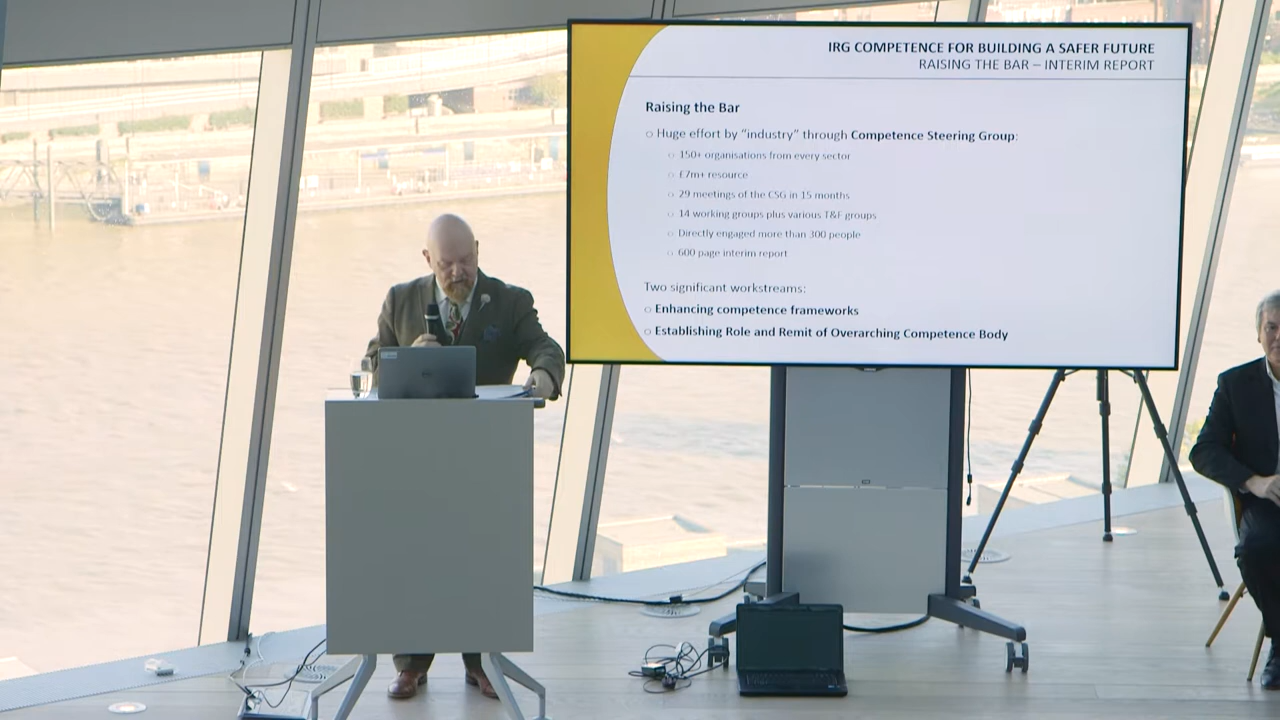 IRG COMPETENCE FOR BUILDING A SAFER FUTURE
RAISING THE BAR – INTERIM REPORT
Raising the Bar
○ Huge effort by "industry" through Competence Steering Group:
○ 150+ organisations from every sector
○ £7m+ resource
○ 29 meetings of the CSG in 15 months
○ 14 working groups plus various T&F groups
○ Directly engaged more than 300 people
○ 600 page interim report
Two significant workstreams:
○ Enhancing competence frameworks
○ Establishing Role and Remit of Overarching Competence Body